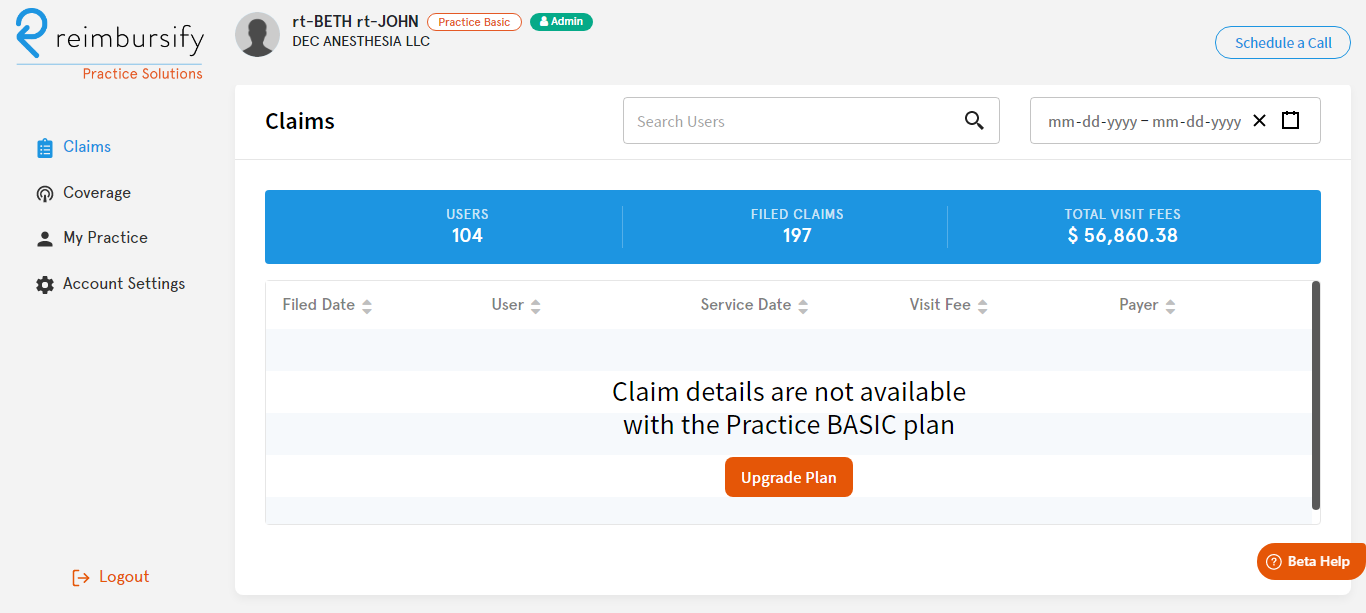 reimbursify
Practice Solutions
rt-BETH rt-JOHN Practice Basic Admin
DEC ANESTHESIA LLC
Schedule a Call
Claims
Coverage
My Practice
Account Settings
Logout
Claims
Search Users
mm-dd-yyyy – mm-dd-yyyy
USERS
104
FILED CLAIMS
197
TOTAL VISIT FEES
$ 56,860.38
Filed Date User Service Date Visit Fee Payer
Claim details are not available
with the Practice BASIC plan
Upgrade Plan
Beta Help